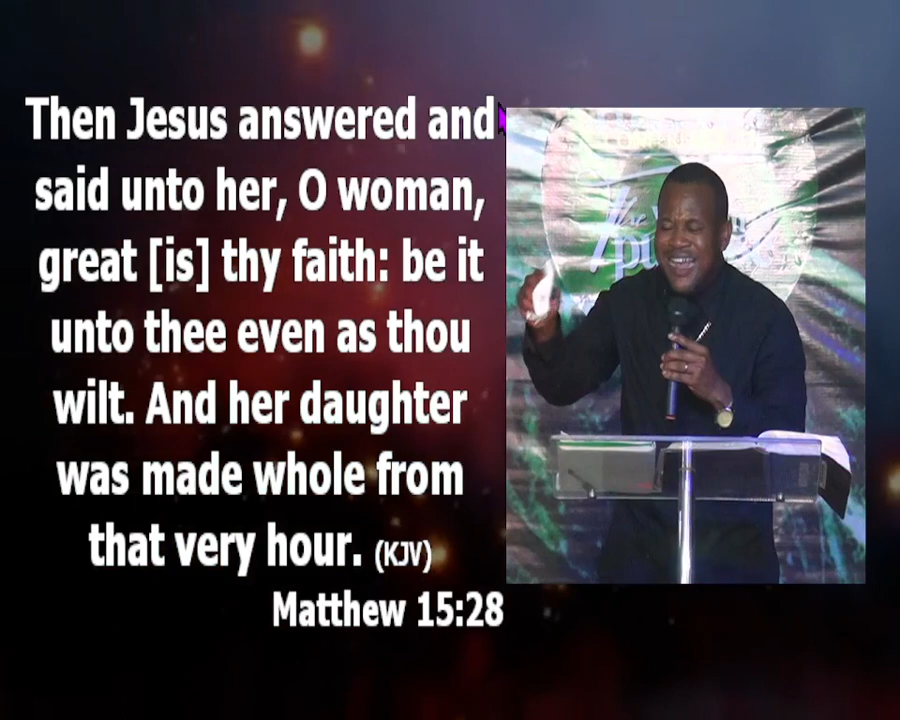 Then Jesus answered and
said unto her, O woman,
great [is] thy faith: be it
unto thee even as thou
wilt. And her daughter
was made whole from
that very hour. (KJV)
Matthew 15:28